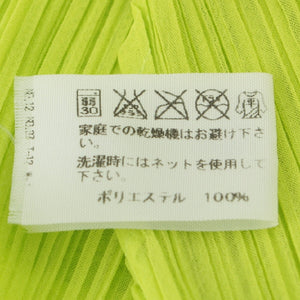 30
家庭での乾燥機はお避け下さ
い。
洗濯時にはネットを使用して
下さい。
ポリエステル 100%